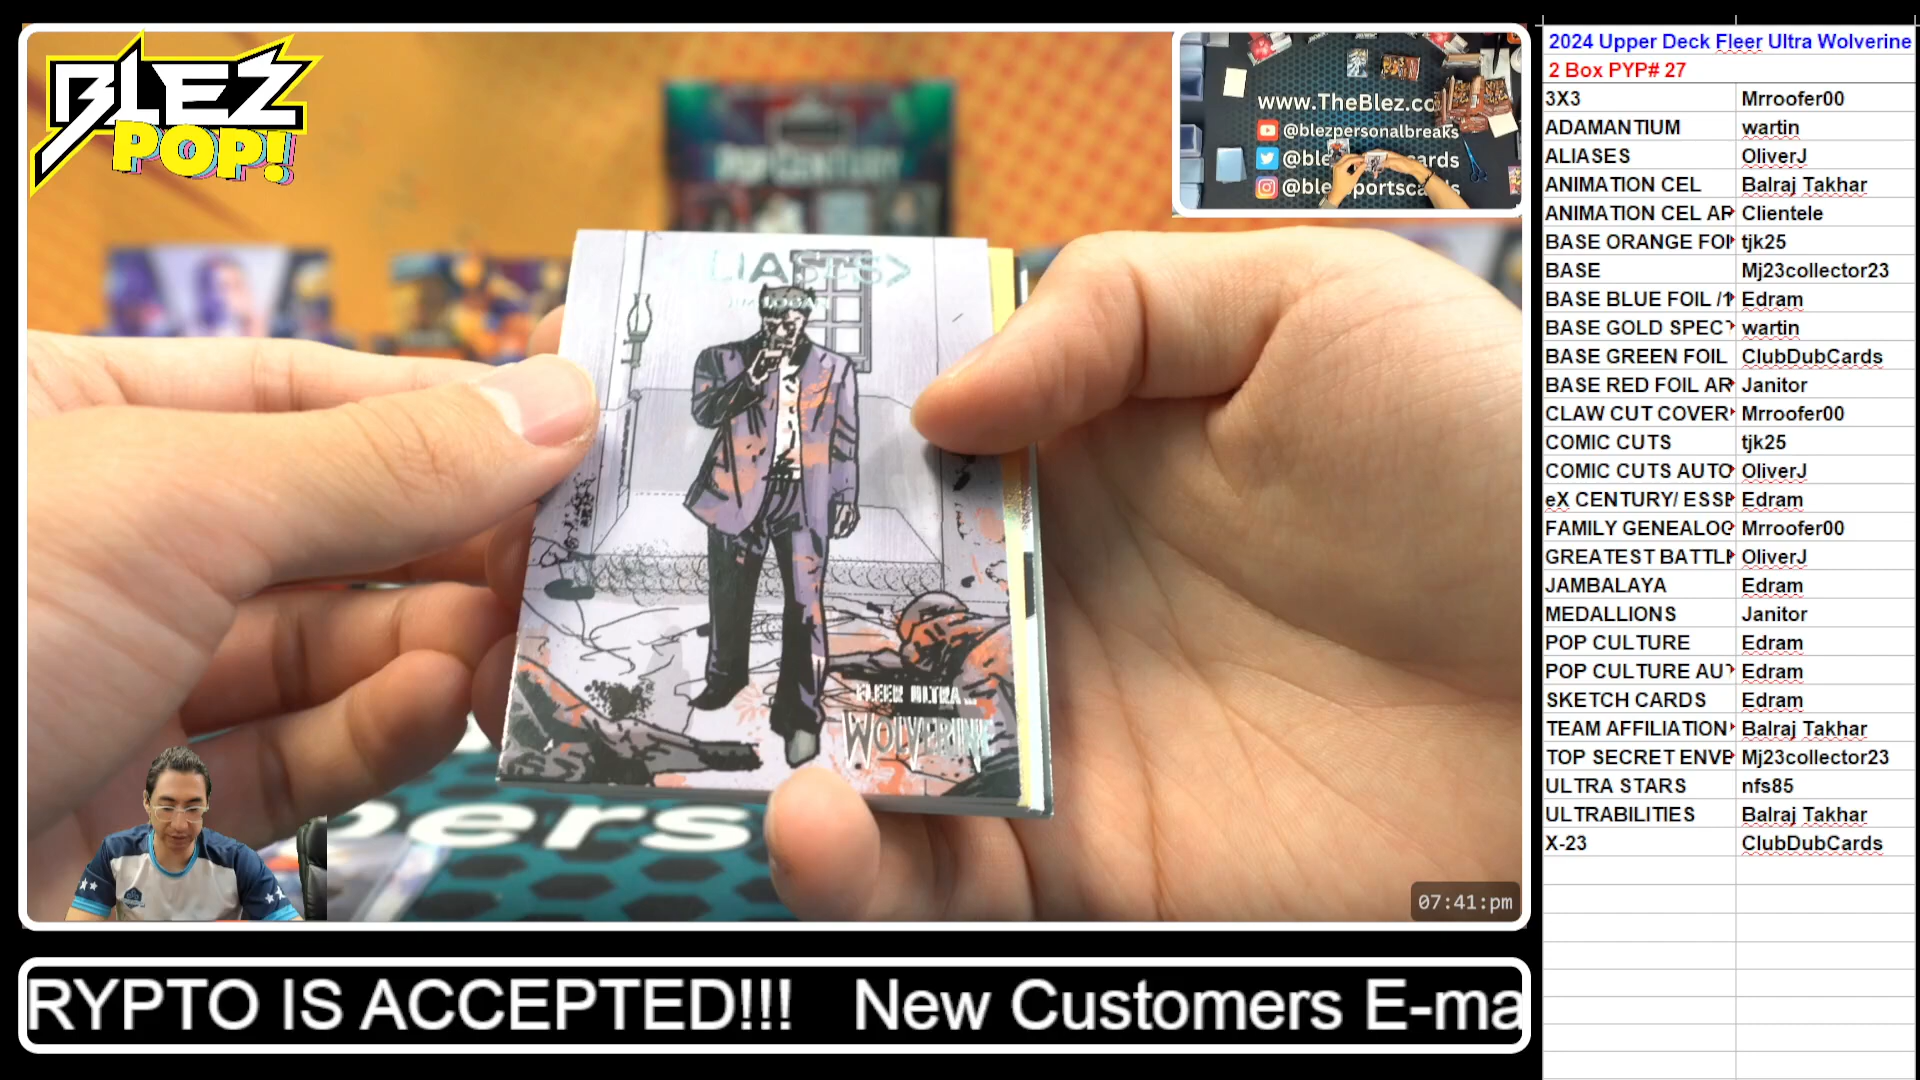 BLEZ
POP!
www.TheBlez.co
@blezpersonalbreaks
@ble
cards
@ble
portsca
ALIASES>
FLEER ULTRA
WOLVERINE
pers
07:41:pm
RYPTO IS ACCEPTED!!! New Customers E-ma
2024 Upper Deck Fleer Ultra Wolverine
2 Box PYP# 27
3X3 Mrroofer00
ADAMANTIUM wartin
ALIASES OliverJ
ANIMATION CEL Balraj Takhar
ANIMATION CEL AR Clientele
BASE ORANGE FOI tjk25
BASE Mj23collector23
BASE BLUE FOIL /1 Edram
BASE GOLD SPECT wartin
BASE GREEN FOIL ClubDubCards
BASE RED FOIL AR Janitor
CLAW CUT COVER Mrroofer00
COMIC CUTS tjk25
COMIC CUTS AUTO OliverJ
eX CENTURY/ ESSE Edram
FAMILY GENEALOG Mrroofer00
GREATEST BATTLE OliverJ
JAMBALAYA Edram
MEDALLIONS Janitor
POP CULTURE Edram
POP CULTURE AUT Edram
SKETCH CARDS Edram
TEAM AFFILIATION Balraj Takhar
TOP SECRET ENVE Mj23collector23
ULTRA STARS nfs85
ULTRABILITIES Balraj Takhar
X-23 ClubDubCards